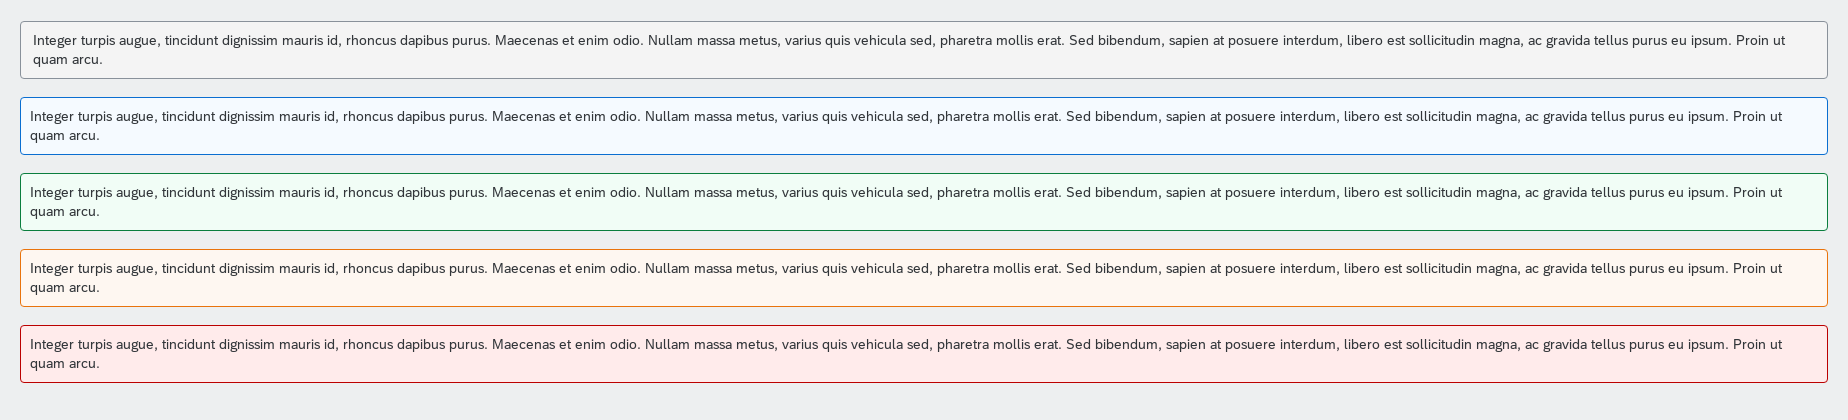 Integer turpis augue, tincidunt dignissim mauris id, rhoncus dapibus purus. Maecenas et enim odio. Nullam massa metus, varius quis vehicula sed, pharetra mollis erat. Sed bibendum, sapien at posuere interdum, libero est sollicitudin magna, ac gravida tellus purus eu ipsum. Proin ut
quam arcu.
Integer turpis augue, tincidunt dignissim mauris id, rhoncus dapibus purus. Maecenas et enim odio. Nullam massa metus, varius quis vehicula sed, pharetra mollis erat. Sed bibendum, sapien at posuere interdum, libero est sollicitudin magna, ac gravida tellus purus eu ipsum. Proin ut
quam arcu.
Integer turpis augue, tincidunt dignissim mauris id, rhoncus dapibus purus. Maecenas et enim odio. Nullam massa metus, varius quis vehicula sed, pharetra mollis erat. Sed bibendum, sapien at posuere interdum, libero est sollicitudin magna, ac gravida tellus purus eu ipsum. Proin ut
quam arcu.
Integer turpis augue, tincidunt dignissim mauris id, rhoncus dapibus purus. Maecenas et enim odio. Nullam massa metus, varius quis vehicula sed, pharetra mollis erat. Sed bibendum, sapien at posuere interdum, libero est sollicitudin magna, ac gravida tellus purus eu ipsum. Proin ut
quam arcu.
Integer turpis augue, tincidunt dignissim mauris id, rhoncus dapibus purus. Maecenas et enim odio. Nullam massa metus, varius quis vehicula sed, pharetra mollis erat. Sed bibendum, sapien at posuere interdum, libero est sollicitudin magna, ac gravida tellus purus eu ipsum. Proin ut
quam arcu.